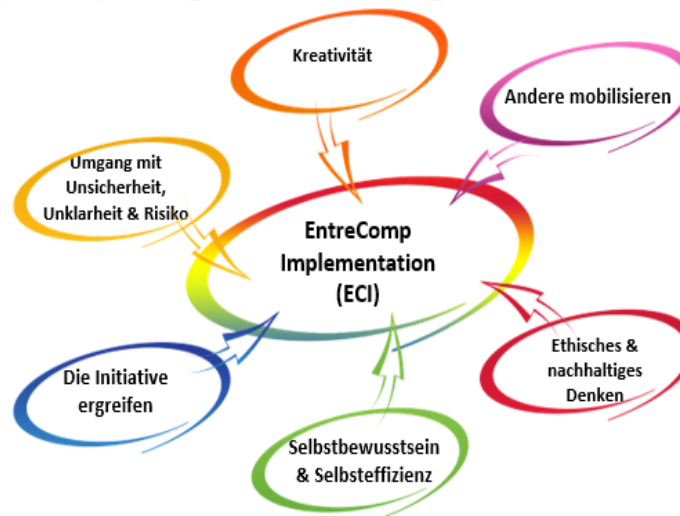 Kreativität
Andere mobilisieren
Umgang mit
Unsicherheit,
Unklarheit & Risiko
EntreComp
Implementation
(ECI)
Ethisches &
nachhaltiges
Denken
Die Initiative
ergreifen
Selbstbewusstsein
& Selbsteffizienz